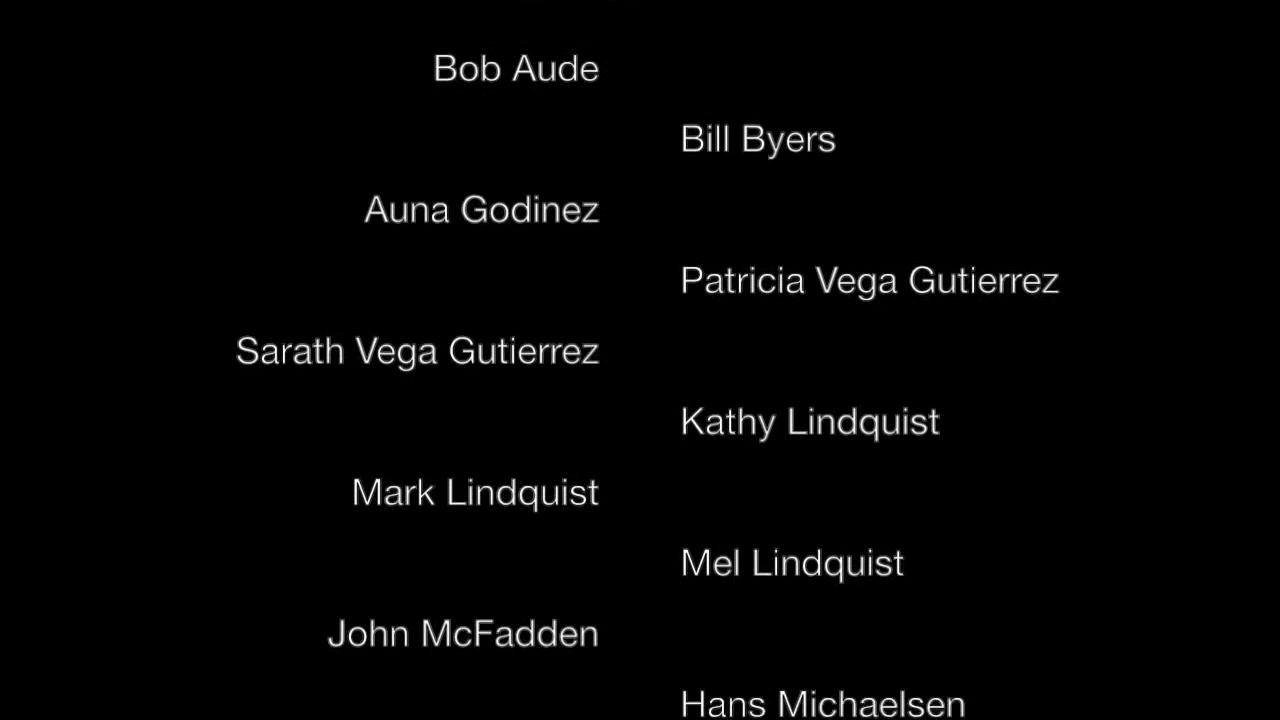 Bob Aude
Bill Byers
Auna Godinez
Patricia Vega Gutierrez
Sarath Vega Gutierrez
Kathy Lindquist
Mark Lindquist
Mel Lindquist
John McFadden
Hans Michaelsen